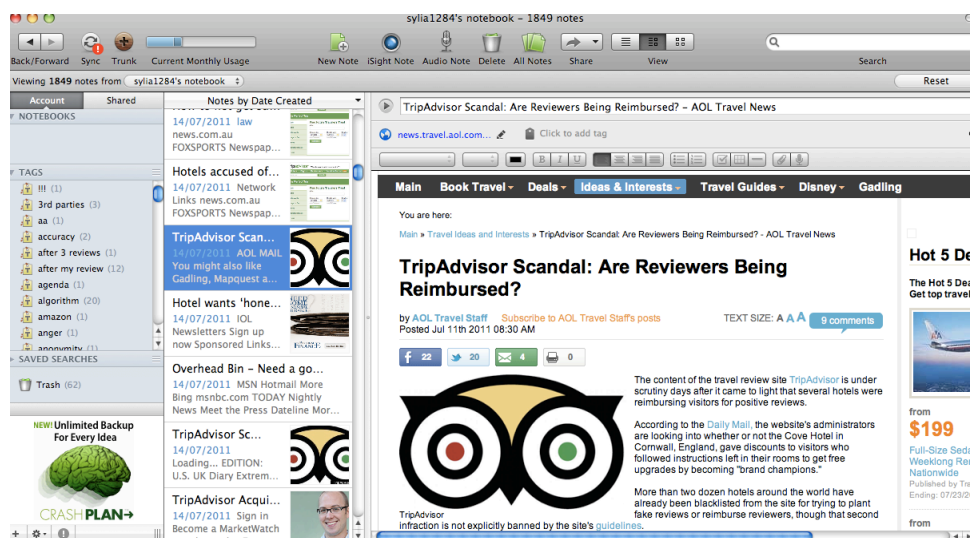 sylia1284's notebook – 1849 notes
Back/Forward Sync Trunk Current Monthly Usage New Note iSight Note Audio Note Delete All Notes Share View Search
Viewing 1849 notes from sylia1284's notebook Reset
Account Shared
NOTEBOOKS
TAGS
!!! (1)
3rd parties (3)
aa (1)
accuracy (2)
after 3 reviews (1)
after my review (12)
agenda (1)
algorithm (20)
amazon (1)
anger (1)
anonymity (1)
SAVED SEARCHES
Trash (62)
NEW! Unlimited Backup
For Every Idea
CRASHPLAN
Notes by Date Created
14/07/2011 law
news.com.au
FOXSPORTS Newspap...
Hotels accused of...
14/07/2011 Network
Links news.com.au
FOXSPORTS Newspap...
TripAdvisor Scan...
14/07/2011 AOL MAIL
You might also like
Gadling, Mapquest a...
Hotel wants 'hone...
14/07/2011 IOL
Newsletters Sign up
now Sponsored Links...
Overhead Bin – Need a go...
14/07/2011 MSN Hotmail More
Bing msnbc.com TODAY Nightly
News Meet the Press Dateline Mor...
TripAdvisor Sc...
14/07/2011
Loading... EDITION:
U.S. UK Diary Extrem...
TripAdvisor Acqui...
14/07/2011 Sign in
Become a MarketWatch
TripAdvisor Scandal: Are Reviewers Being Reimbursed? – AOL Travel News
news.travel.aol.com... Click to add tag
B I U
Main Book Travel Deals Ideas & Interests Travel Guides Disney Gadling
You are here:
Main » Travel Ideas and Interests » TripAdvisor Scandal: Are Reviewers Being Reimbursed? - AOL Travel News
TripAdvisor Scandal: Are Reviewers Being
Reimbursed?
by AOL Travel Staff Subscribe to AOL Travel Staff's posts
Posted Jul 11th 2011 08:30 AM
TEXT SIZE: A A A 9 comments
f 22 20 4 0
The content of the travel review site TripAdvisor is under
scrutiny days after it came to light that several hotels were
reimbursing visitors for positive reviews.
According to the Daily Mail, the website's administrators
are looking into whether or not the Cove Hotel in
Cornwall, England, gave discounts to visitors who
followed instructions left in their rooms to get free
upgrades by becoming "brand champions."
More than two dozen hotels around the world have
already been blacklisted from the site for trying to plant
fake reviews or reimburse reviewers, though that second
TripAdvisor
infraction is not explicitly banned by the site's guidelines.
Hot 5 De
The Hot 5 Dea
Get top travel
from
$199
Full-Size Seda
Weeklong Re
Nationwide
Published by Tra
Ending: 07/23/2
from